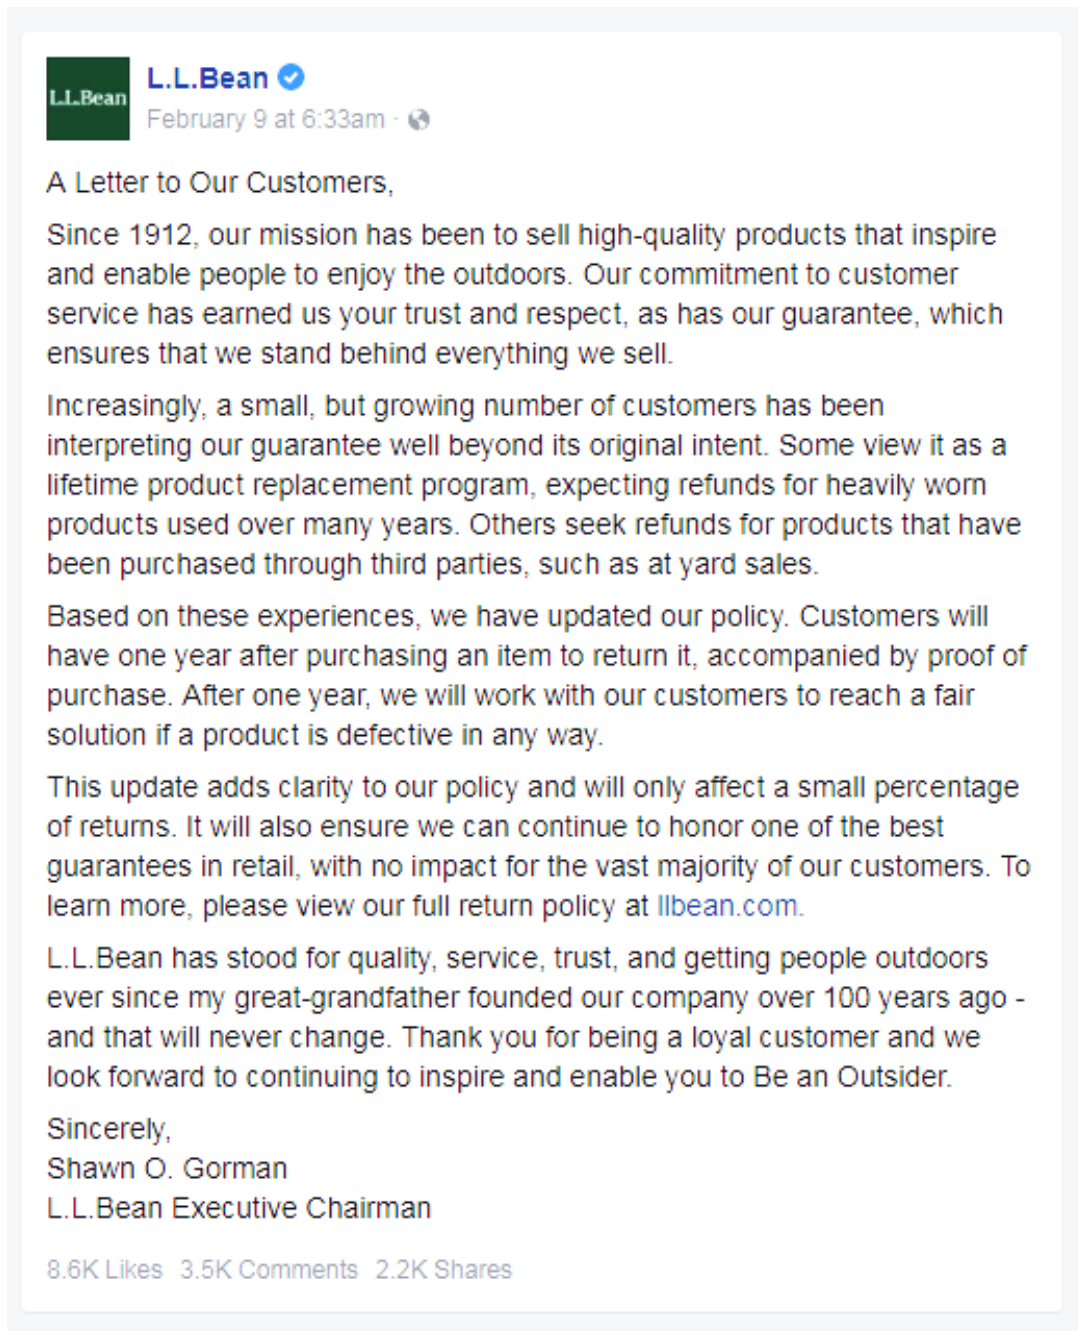 L.L.Bean
L.L.Bean
February 9 at 6:33am ·
A Letter to Our Customers,
Since 1912, our mission has been to sell high-quality products that inspire
and enable people to enjoy the outdoors. Our commitment to customer
service has earned us your trust and respect, as has our guarantee, which
ensures that we stand behind everything we sell.
Increasingly, a small, but growing number of customers has been
interpreting our guarantee well beyond its original intent. Some view it as a
lifetime product replacement program, expecting refunds for heavily worn
products used over many years. Others seek refunds for products that have
been purchased through third parties, such as at yard sales.
Based on these experiences, we have updated our policy. Customers will
have one year after purchasing an item to return it, accompanied by proof of
purchase. After one year, we will work with our customers to reach a fair
solution if a product is defective in any way.
This update adds clarity to our policy and will only affect a small percentage
of returns. It will also ensure we can continue to honor one of the best
guarantees in retail, with no impact for the vast majority of our customers. To
learn more, please view our full return policy at llbean.com.
L.L.Bean has stood for quality, service, trust, and getting people outdoors
ever since my great-grandfather founded our company over 100 years ago -
and that will never change. Thank you for being a loyal customer and we
look forward to continuing to inspire and enable you to Be an Outsider.
Sincerely,
Shawn O. Gorman
L.L.Bean Executive Chairman
8.6K Likes 3.5K Comments 2.2K Shares